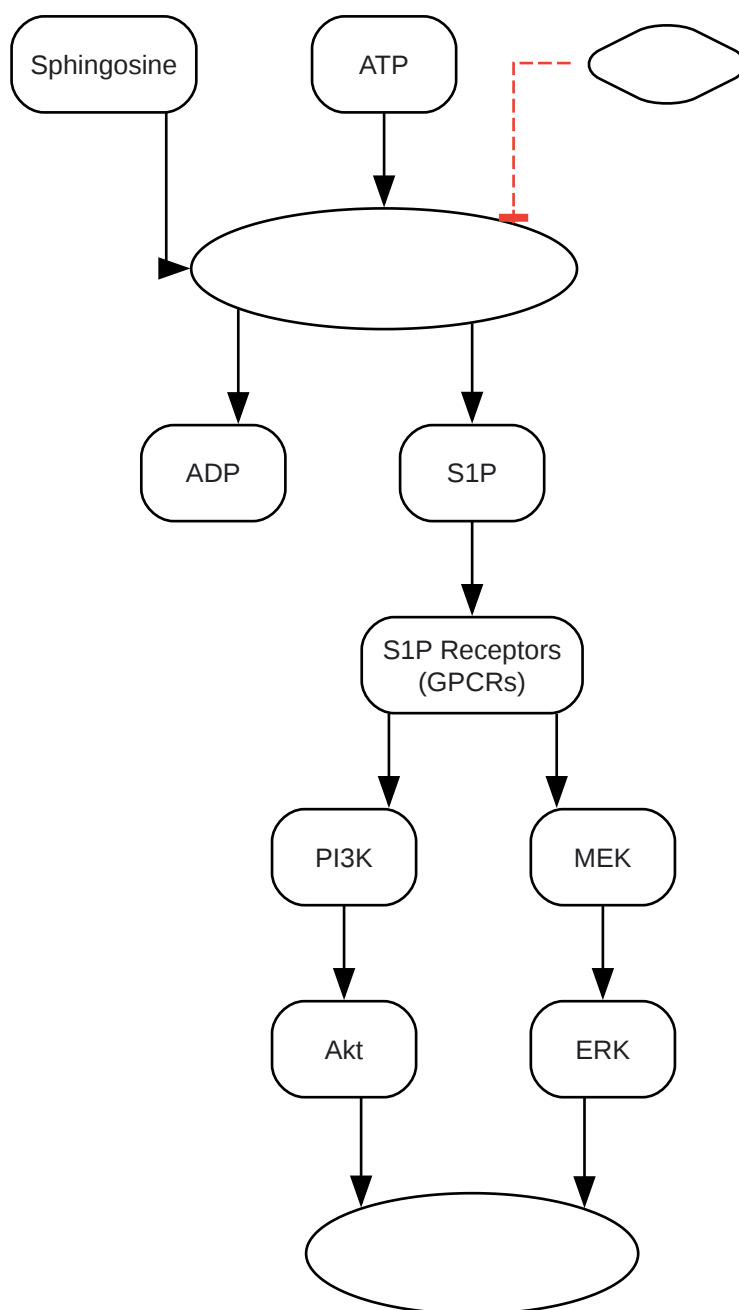 Sphingosine
ATP
ADP
S1P
S1P Receptors
(GPCRs)
PI3K
MEK
Akt
ERK